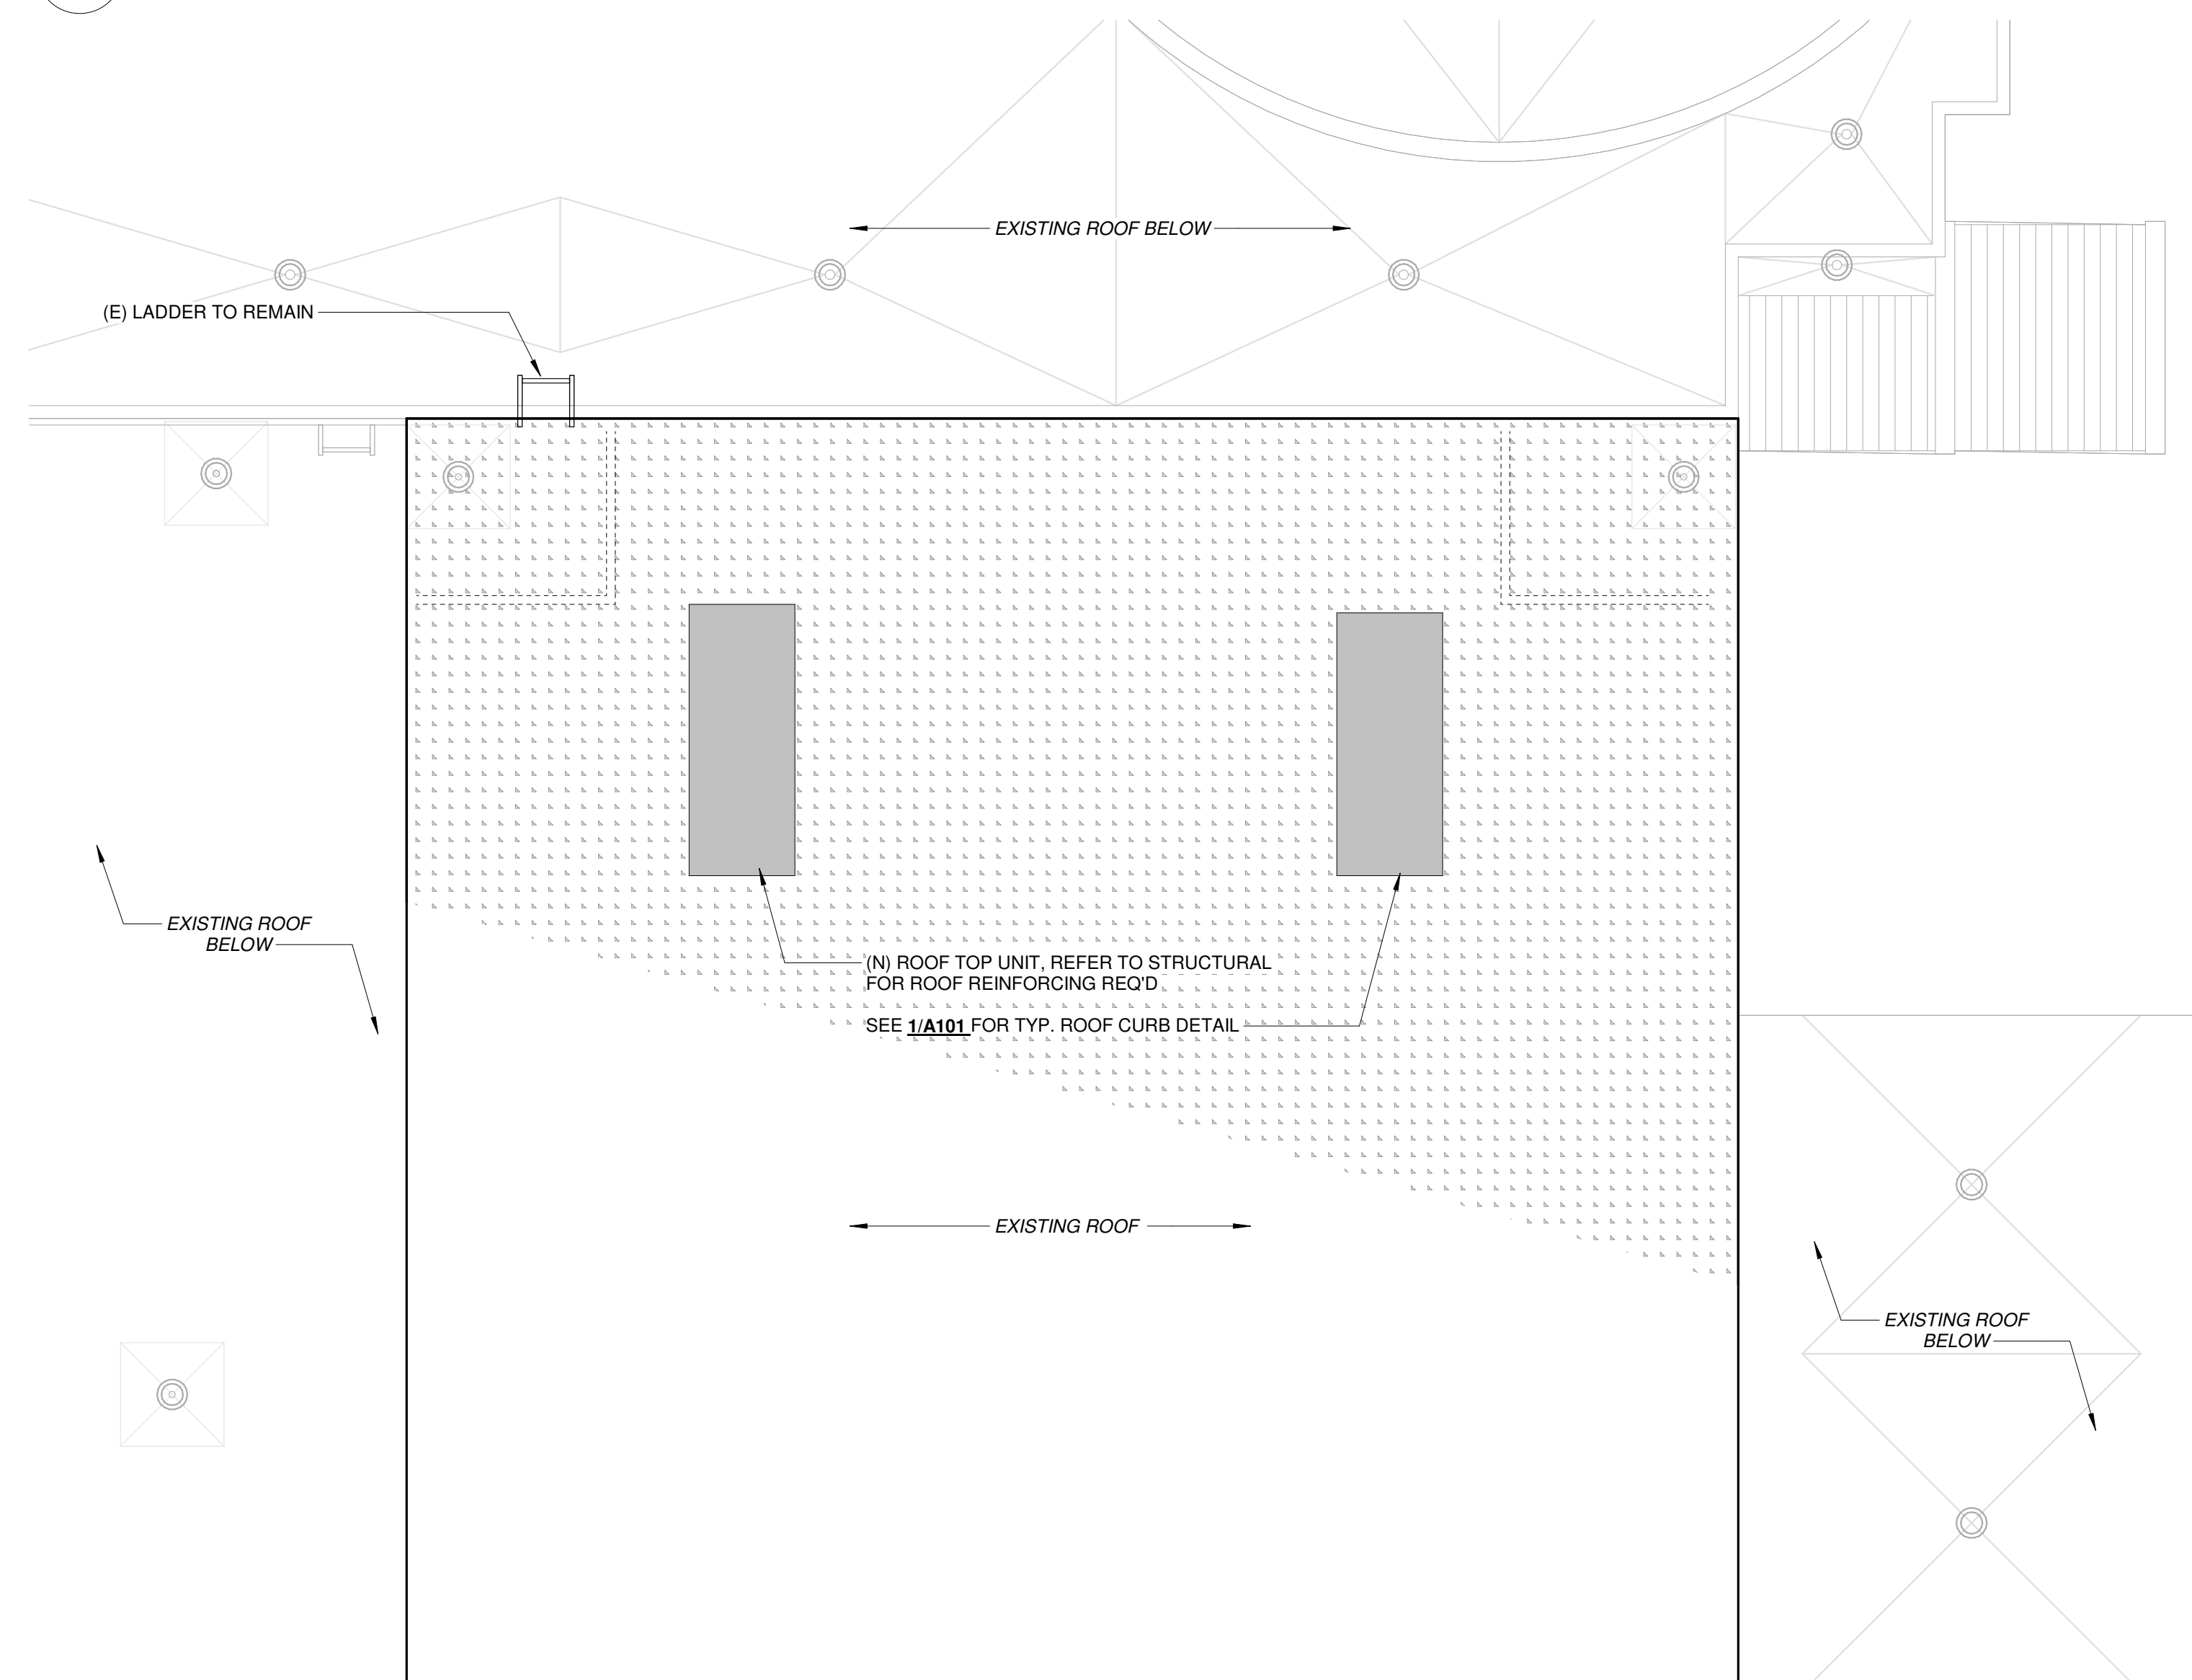 EXISTING ROOF BELOW
(E) LADDER TO REMAIN
EXISTING ROOF
BELOW
(N) ROOF TOP UNIT, REFER TO STRUCTURAL
FOR ROOF REINFORCING REQ'D
SEE 1/A101 FOR TYP. ROOF CURB DETAIL
EXISTING ROOF
EXISTING ROOF
BELOW